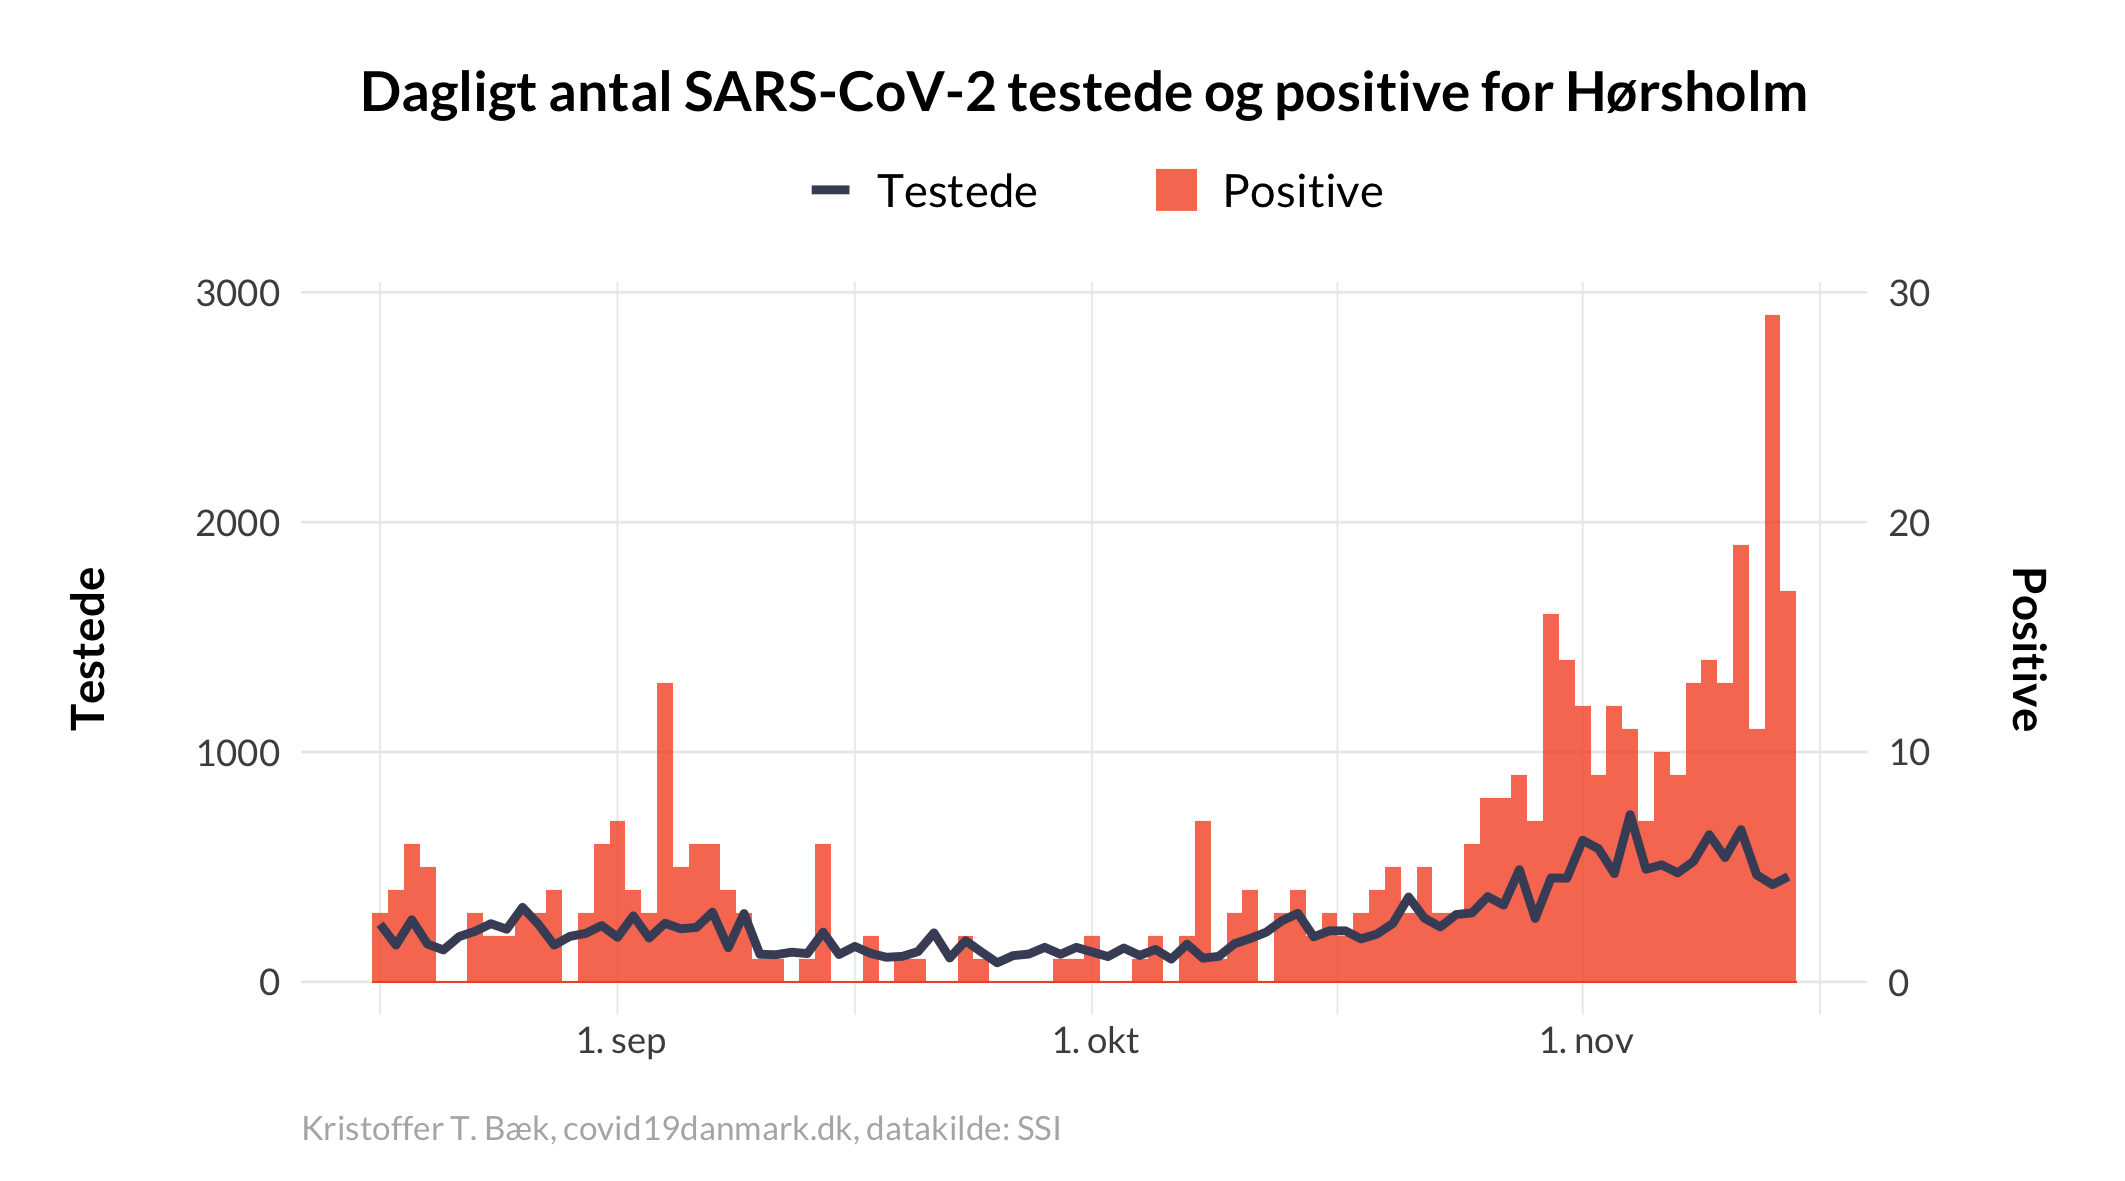 Dagligt antal SARS-CoV-2 testede og positive for Hørsholm
Testede
Positive
3000
2000
1000
0
Testede
30
20
10
0
Positive
1. sep
1. okt
1. nov
Kristoffer T. Bæk, covid19danmark.dk, datakilde: SSI